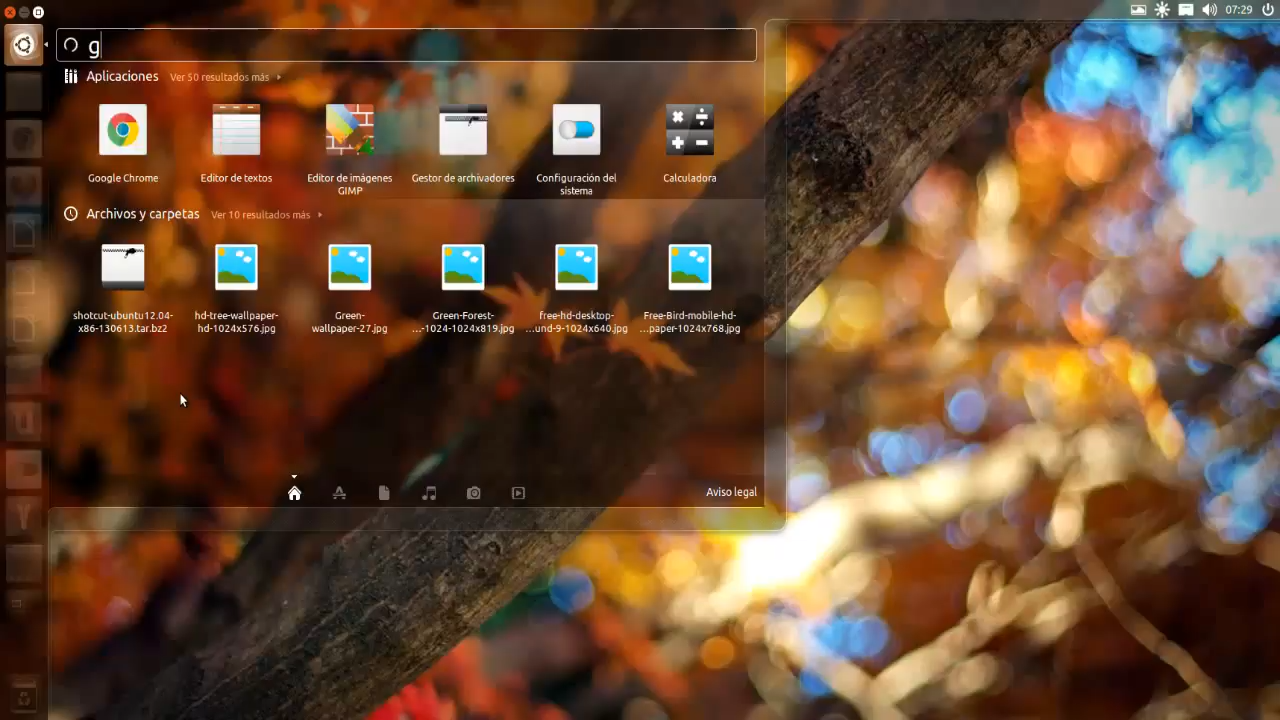 07:29
g
Aplicaciones Ver 50 resultados más
Google Chrome
Editor de textos
Editor de imágenes
GIMP
Gestor de archivadores
Configuración del
sistema
Calculadora
Archivos y carpetas Ver 10 resultados más
shotcut-ubuntu12.04-
x86-130613.tar.bz2
hd-tree-wallpaper-
hd-1024x576.jpg
Green-
wallpaper-27.jpg
Green-Forest-
...-1024-1024x819.jpg
free-hd-desktop-
...und-9-1024x640.jpg
Free-Bird-mobile-hd-
...paper-1024x768.jpg
Aviso legal